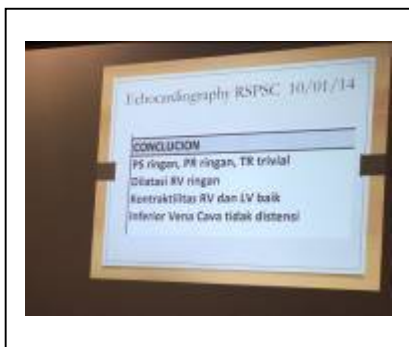 Echocardiography RSPSC 10/01/14
CONCLUCION
PS ringan, PR ringan, TR trivial
Dilatasi RV ringan
Kontraktilitas RV dan LV baik
Inferior Vena Cava tidak distensi